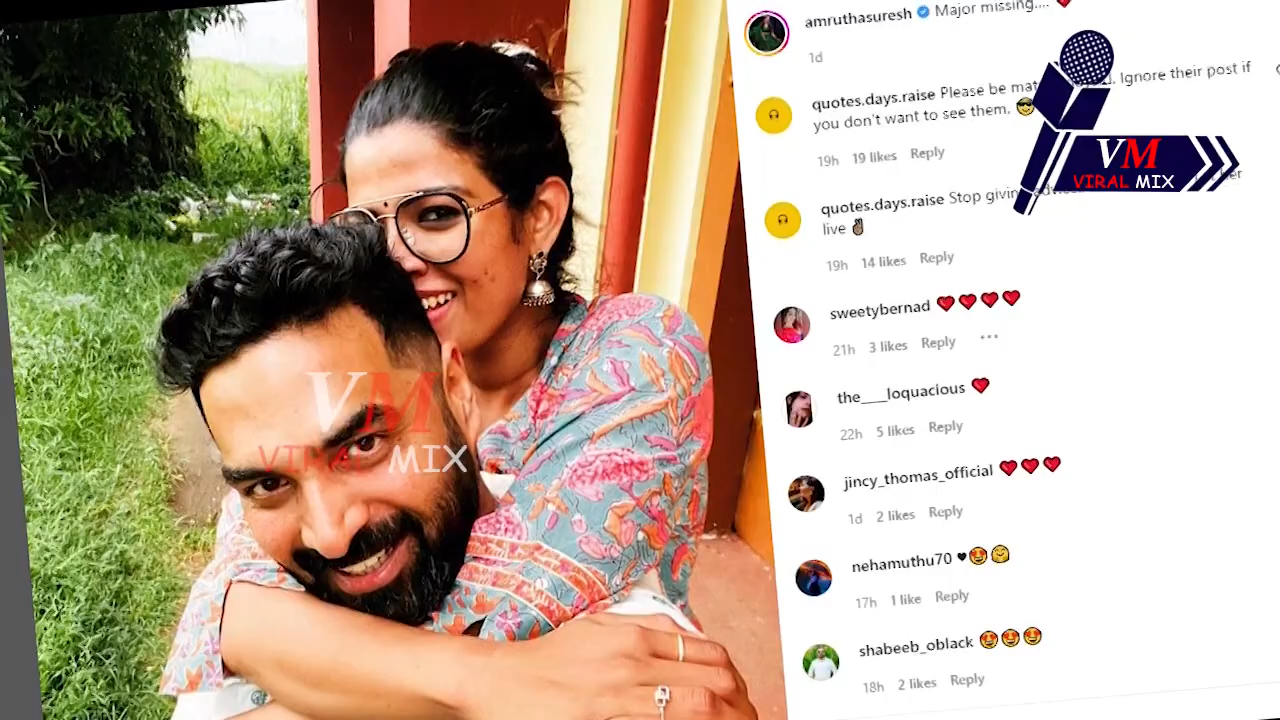 amruthasuresh Major missing....
1d
quotes.days.raise Please be Ignore their post if
you don't want to see them.
19h 19 likes Reply
quotes.days.raise Stop
live
19h 14 likes Reply
sweetybernad
21h 3 likes Reply
the___loquacious
22h 5 likes Reply
jincy_thomas_official
1d 2 likes Reply
nehamuthu70
17h 1 like Reply
shabeeb_oblack
18h 2 likes Reply
VM
VIRAL MIX
VM
VIRAL MIX